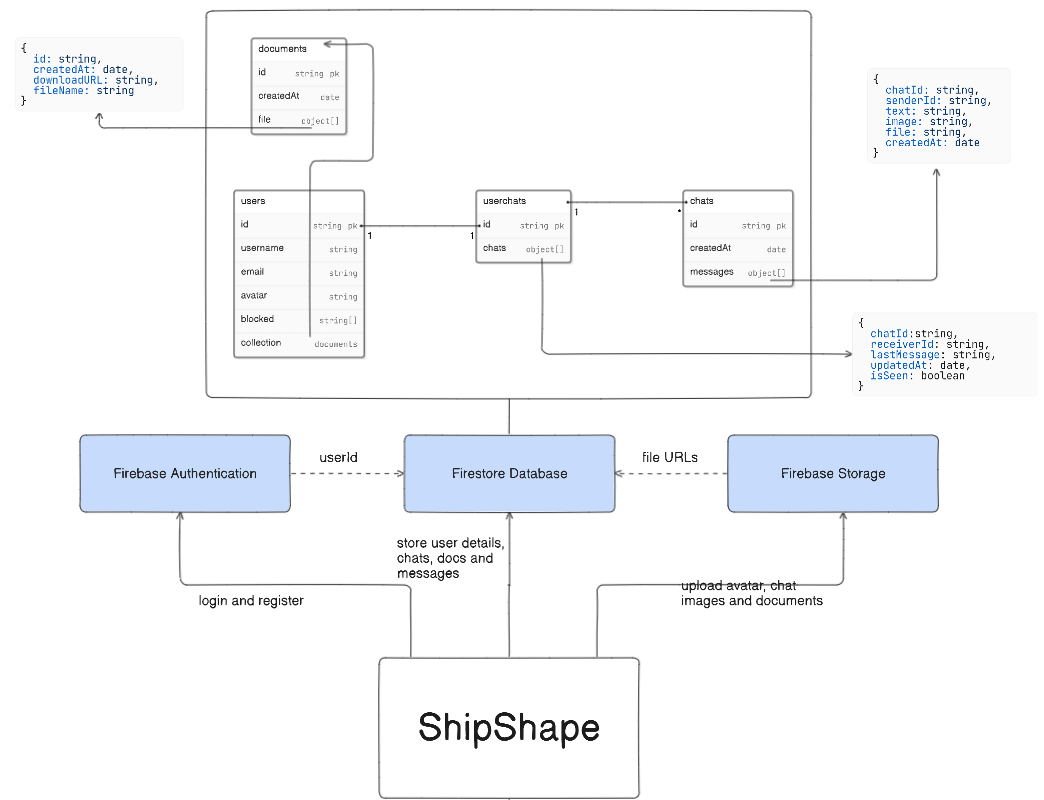 {
id: string,
createdAt: date,
downloadURL: string,
fileName: string
}
documents
id string pk
createdAt date
file object[]
{
chatId: string,
senderId: string,
text: string,
image: string,
file: string,
createdAt: date
}
users
id string pk
username string
email string
avatar string
blocked string[]
collection documents
1
1
userchats
id string pk
chats object[]
1
*
chats
id string pk
createdAt date
messages object[]
{
chatId:string,
receiverId: string,
lastMessage: string,
updatedAt: date,
isSeen: boolean
}
Firebase Authentication
userId
Firestore Database
file URLs
Firebase Storage
store user details,
chats, docs and
messages
login and register
upload avatar, chat
images and documents
ShipShape